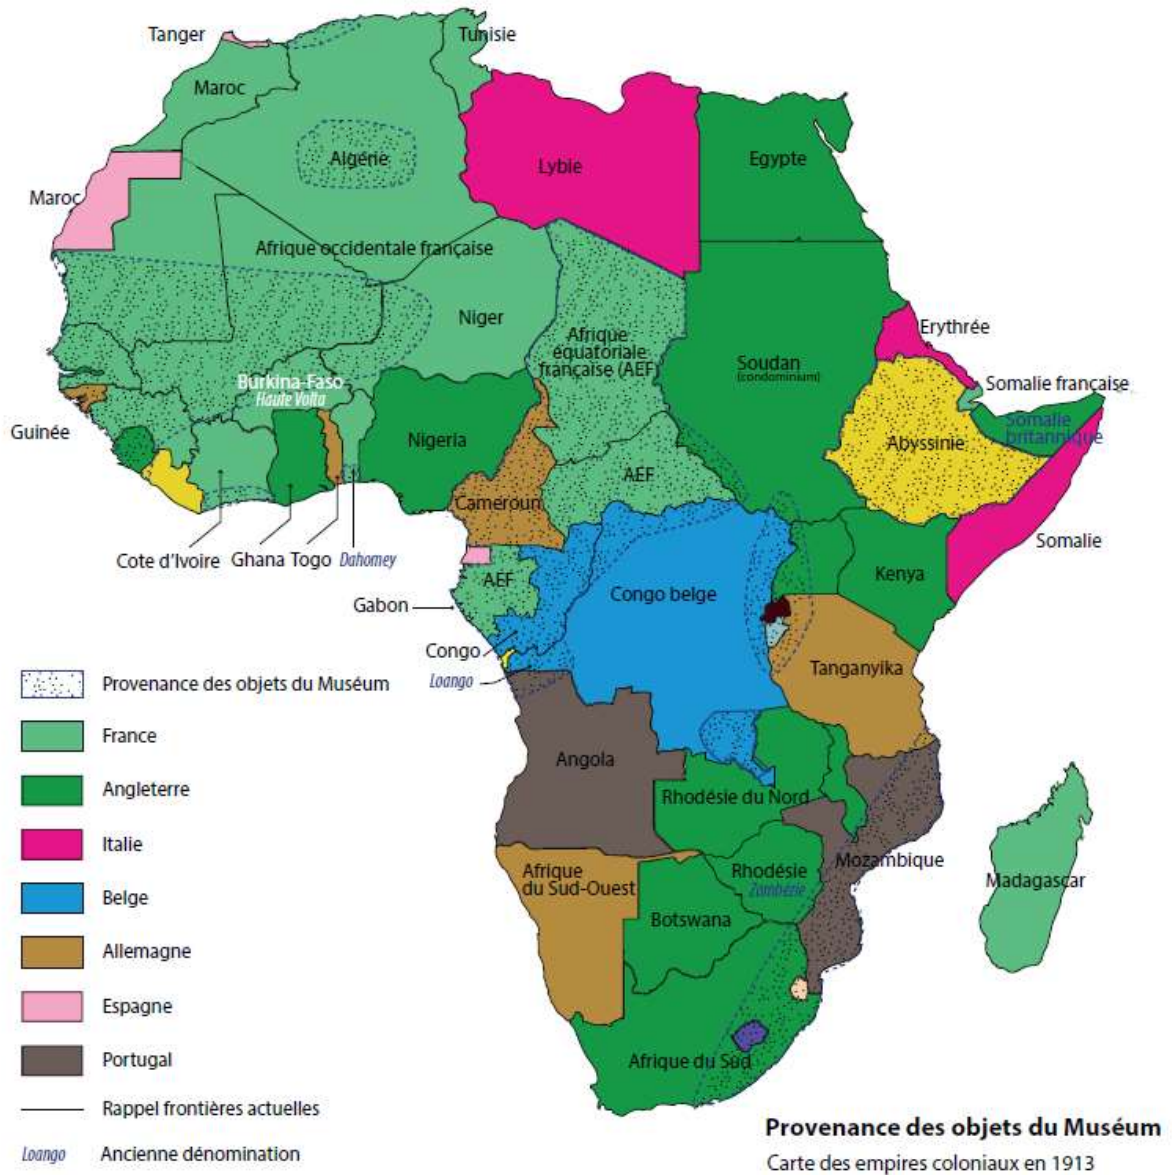 Tanger
Tunisie
Maroc
Algérie
Lybie
Egypte
Maroc
Afrique occidentale française
Niger
Afrique
équatoriale
française (AEF)
Soudan
(condominium)
Erythrée
Somalie française
Burkina-Faso
Haute Volta
Guinée
Nigeria
Abyssinie
Somalie
britannique
AEF
Cameroun
Cote d'Ivoire
Ghana
Togo
Dahomey
Somalie
AEF
Kenya
Gabon
Congo belge
Congo
Loango
Tanganyika
Angola
Rhodésie du Nord
Mozambique
Afrique
du Sud-Ouest
Rhodésie
Zambézie
Madagascar
Botswana
Afrique du Sud
Provenance des objets du Muséum
France
Angleterre
Italie
Belge
Allemagne
Espagne
Portugal
Rappel frontières actuelles
Loango Ancienne dénomination
Provenance des objets du Muséum
Carte des empires coloniaux en 1913